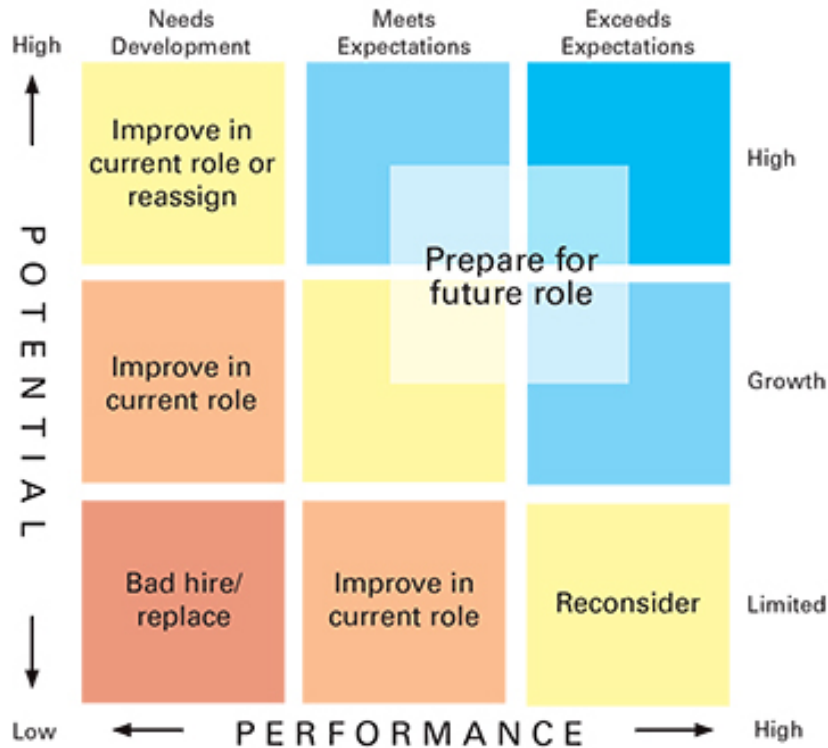 Needs
Development
Meets
Expectations
Exceeds
Expectations
High
Improve in
current role or
reassign
High
Prepare for
future role
POTENTIAL
Improve in
current role
Growth
Bad hire/
replace
Improve in
current role
Reconsider
Limited
Low
PERFORMANCE
High